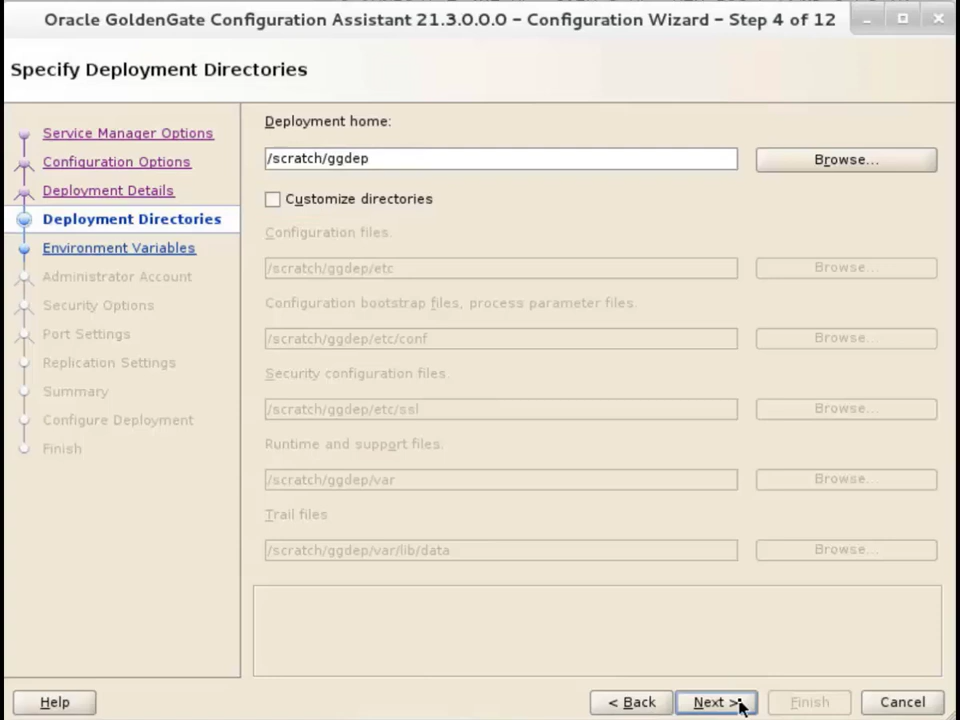 Oracle GoldenGate Configuration Assistant 21.3.0.0.0 – Configuration Wizard – Step 4 of 12
Specify Deployment Directories
Service Manager Options
Configuration Options
Deployment Details
Deployment Directories
Environment Variables
Administrator Account
Security Options
Port Settings
Replication Settings
Summary
Configure Deployment
Finish
Deployment home:
/scratch/ggdep
Browse...
Customize directories
Configuration files.
/scratch/ggdep/etc
Browse...
Configuration bootstrap files, process parameter files.
/scratch/ggdep/etc/conf
Browse...
Security configuration files.
/scratch/ggdep/etc/ssl
Browse...
Runtime and support files.
/scratch/ggdep/var
Browse...
Trail files
/scratch/ggdep/var/lib/data
Browse...
Help
< Back
Next >
Finish
Cancel